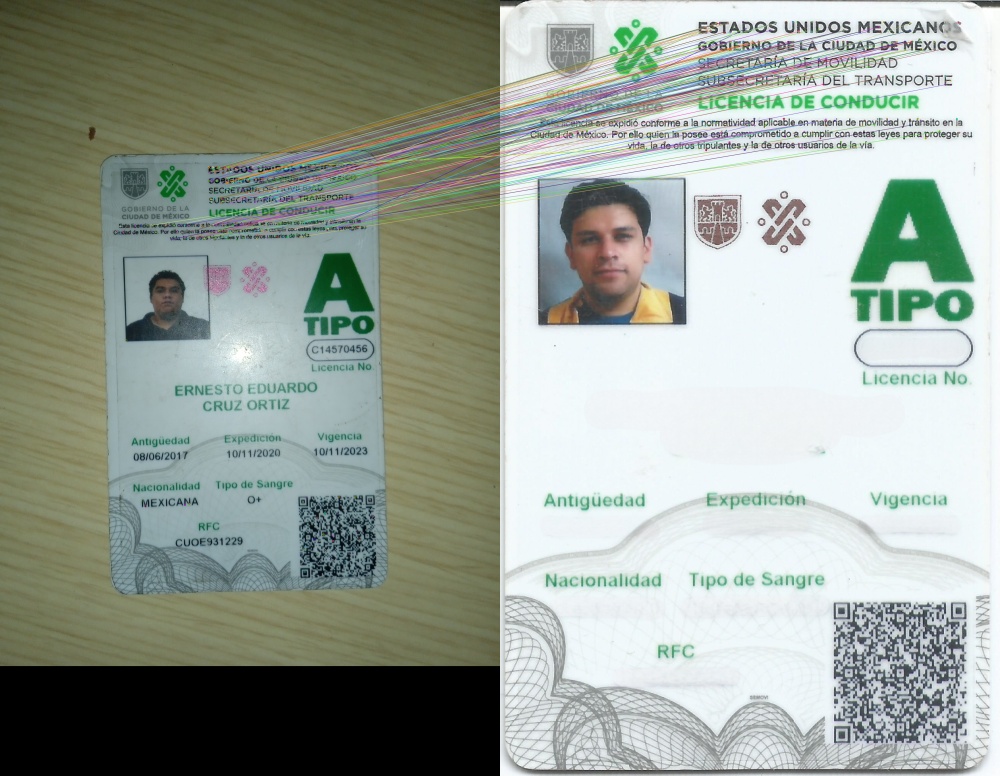 GOBIERNO DE LA
CIUDAD DE MÉXICO
ESTADOS UNIDOS MEXICANOS
GOBIERNO DE LA CIUDAD DE MÉXICO
SECRETARÍA DE MOVILIDAD
SUBSECRETARÍA DEL TRANSPORTE
LICENCIA DE CONDUCIR
Esta licencia se expidió conforme a la normatividad aplicable en materia de movilidad y tránsito en la
Ciudad de México. Por ello quien la posee está comprometido a cumplir con estas leyes para proteger su
vida, la de otros tripulantes y la de otros usuarios de la vía.
A
TIPO
C14570456
Licencia No.
ERNESTO EDUARDO
CRUZ ORTIZ
Antigüedad Expedición Vigencia
08/06/2017 10/11/2020 10/11/2023
Nacionalidad Tipo de Sangre
MEXICANA O+
RFC
CUOE931229
GOBIERNO DE LA
CIUDAD DE MÉXICO
ESTADOS UNIDOS MEXICANOS
GOBIERNO DE LA CIUDAD DE MÉXICO
SECRETARÍA DE MOVILIDAD
SUBSECRETARÍA DEL TRANSPORTE
LICENCIA DE CONDUCIR
licencia se expidió conforme a la normatividad aplicable en materia de movilidad y tránsito en la
Ciudad de México. Por ello quien la posee está comprometido a cumplir con estas leyes para proteger su
vida, la de otros tripulantes y la de otros usuarios de la vía.
A
TIPO
Licencia No.
Antigüedad Expedición Vigencia
Nacionalidad Tipo de Sangre
RFC